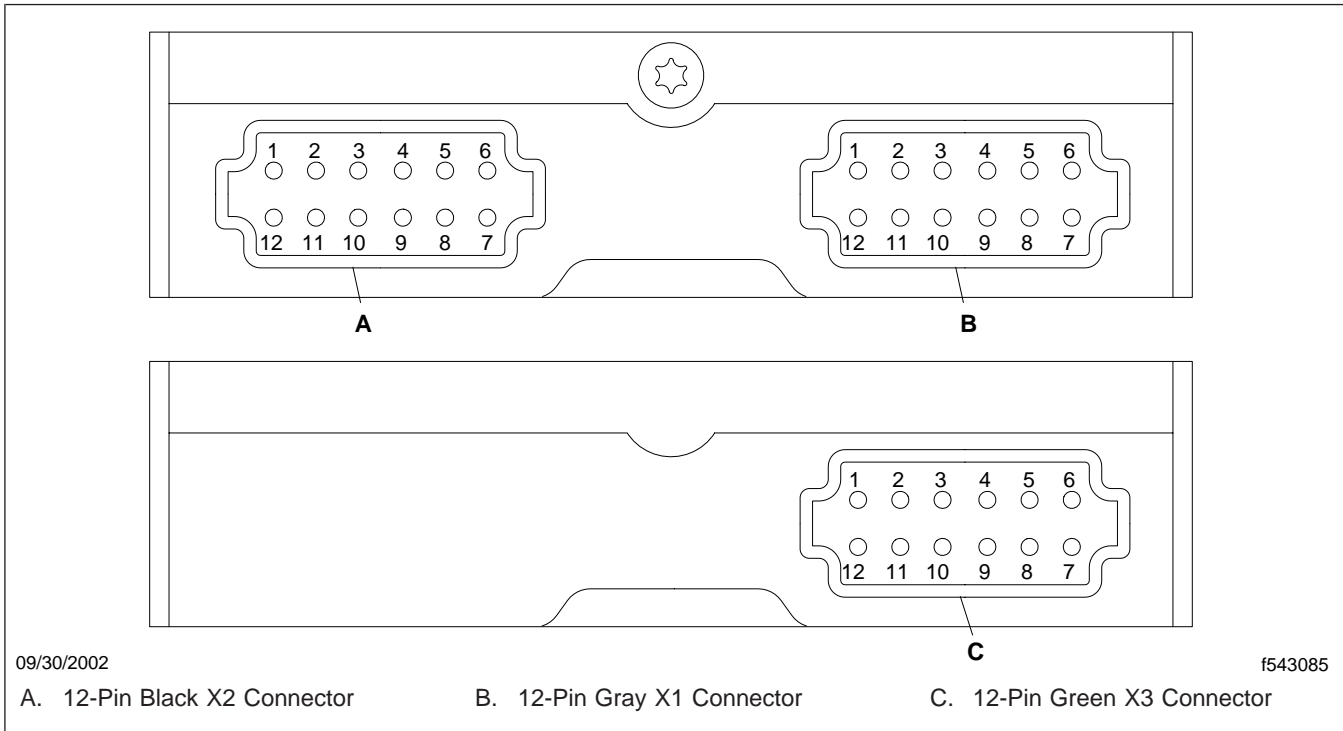 1 2 3 4 5 6
12 11 10 9 8 7
A
1 2 3 4 5 6
12 11 10 9 8 7
B
1 2 3 4 5 6
12 11 10 9 8 7
C
09/30/2002
f543085
A. 12-Pin Black X2 Connector
B. 12-Pin Gray X1 Connector
C. 12-Pin Green X3 Connector